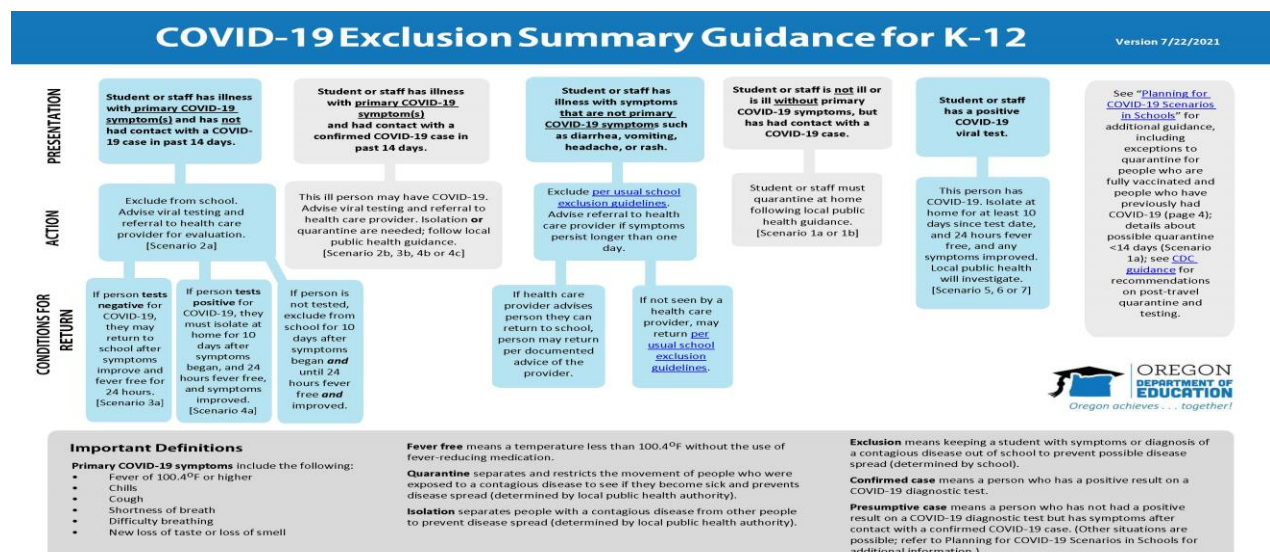 COVID-19 Exclusion Summary Guidance for K-12
Version 7/22/2021
PRESENTATION
Student or staff has illness
with primary COVID-19
symptom(s) and has not
had contact with a COVID-
19 case in past 14 days.
Student or staff has illness
with primary COVID-19
symptom(s)
and had contact with a
confirmed COVID-19 case in
past 14 days.
Student or staff has
illness with symptoms
that are not primary
COVID-19 symptoms such
as diarrhea, vomiting,
headache, or rash.
Student or staff is not ill or
is ill without primary
COVID-19 symptoms, but
has had contact with a
COVID-19 case.
Student or staff
has a positive
COVID-19
viral test.
See “Planning for
COVID-19 Scenarios
in Schools” for
additional guidance,
including
exceptions to
quarantine for
people who are
fully vaccinated and
people who have
previously had
COVID-19 (page 4);
details about
possible quarantine
<14 days (Scenario
1a); see CDC
guidance for
recommendations
on post-travel
quarantine and
testing.
ACTION
Exclude from school.
Advise viral testing and
referral to health care
provider for evaluation.
[Scenario 2a]
This ill person may have COVID-19.
Advise viral testing and referral to
health care provider. Isolation or
quarantine are needed; follow local
public health guidance.
[Scenario 2b, 3b, 4b or 4c]
Exclude per usual school
exclusion guidelines.
Advise referral to health
care provider if symptoms
persist longer than one
day.
Student or staff must
quarantine at home
following local public
health guidance.
[Scenario 1a or 1b]
This person has
COVID-19. Isolate at
home for at least 10
days since test date,
and 24 hours fever
free, and any
symptoms improved.
Local public health
will investigate.
[Scenario 5, 6 or 7]
CONDITIONS FOR
RETURN
If person tests
negative for
COVID-19,
they may
return to
school after
symptoms
improve and
fever free for
24 hours.
[Scenario 3a]
If person tests
positive for
COVID-19, they
must isolate at
home for 10
days after
symptoms
began, and 24
hours fever free,
and symptoms
improved.
[Scenario 4a]
If person is
not tested,
exclude from
school for 10
days after
symptoms
began and
until 24
hours fever
free and
improved.
If health care
provider advises
person they can
return to school,
person may return
per documented
advice of the
provider.
If not seen by a
health care
provider, may
return per
usual school
exclusion
guidelines.
OREGON
DEPARTMENT OF
EDUCATION
Oregon achieves . . . together!
Important Definitions
Primary COVID-19 symptoms include the following:
• Fever of 100.4ºF or higher
• Chills
• Cough
• Shortness of breath
• Difficulty breathing
• New loss of taste or loss of smell
Fever free means a temperature less than 100.4ºF without the use of
fever-reducing medication.
Quarantine separates and restricts the movement of people who were
exposed to a contagious disease to see if they become sick and prevents
disease spread (determined by local public health authority).
Isolation separates people with a contagious disease from other people
to prevent disease spread (determined by local public health authority).
Exclusion means keeping a student with symptoms or diagnosis of
a contagious disease out of school to prevent possible disease
spread (determined by school).
Confirmed case means a person who has a positive result on a
COVID-19 diagnostic test.
Presumptive case means a person who has not had a positive
result on a COVID-19 diagnostic test but has symptoms after
contact with a confirmed COVID-19 case. (Other situations are
possible; refer to Planning for COVID-19 Scenarios in Schools for
additional information.)